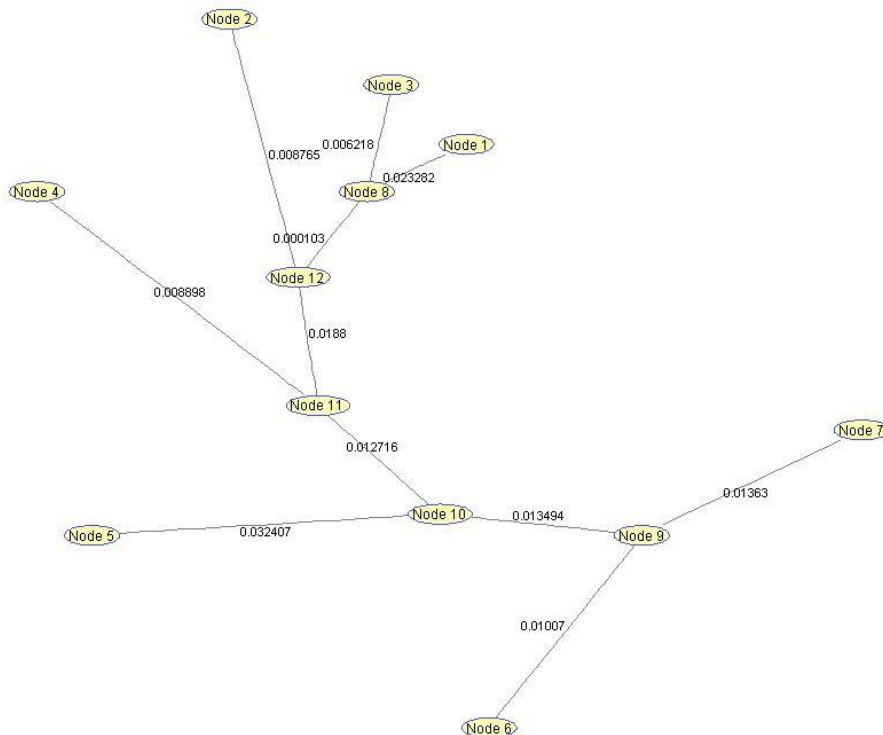 Node 2
Node 3
0.006218
Node 1
0.008765
0.023282
Node 4
Node 8
0.000103
Node 12
0.008898
0.0188
Node 11
Node 7
0.012716
0.01363
Node 10
0.013494
Node 5
0.032407
Node 9
0.01007
Node 6